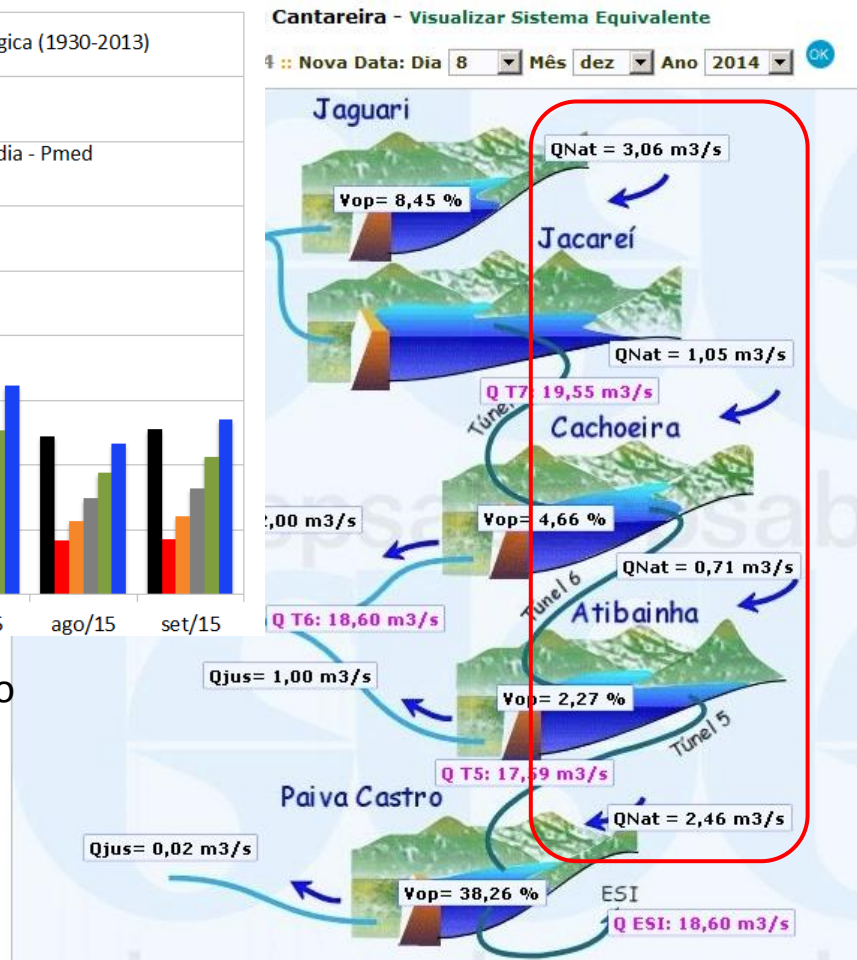 gica (1930-2013)
dia - Pmed
ago/15 set/15
o
Cantareira - Visualizar Sistema Equivalente
4 :: Nova Data: Dia 8 Mês dez Ano 2014 OK
Jaguari
QNat = 3,06 m3/s
Vop= 8,45 %
Jacareí
QNat = 1,05 m3/s
Q T7: 19,55 m3/s
Túnel
Cachoeira
,00 m3/s
Vop= 4,66 %
QNat = 0,71 m3/s
Túnel 6
Atibainha
Q T6: 18,60 m3/s
Qjus= 1,00 m3/s
Vop= 2,27 %
Túnel 5
Q T5: 17,59 m3/s
Paiva Castro
QNat = 2,46 m3/s
Qjus= 0,02 m3/s
Vop= 38,26 %
ESI
Q ESI: 18,60 m3/s